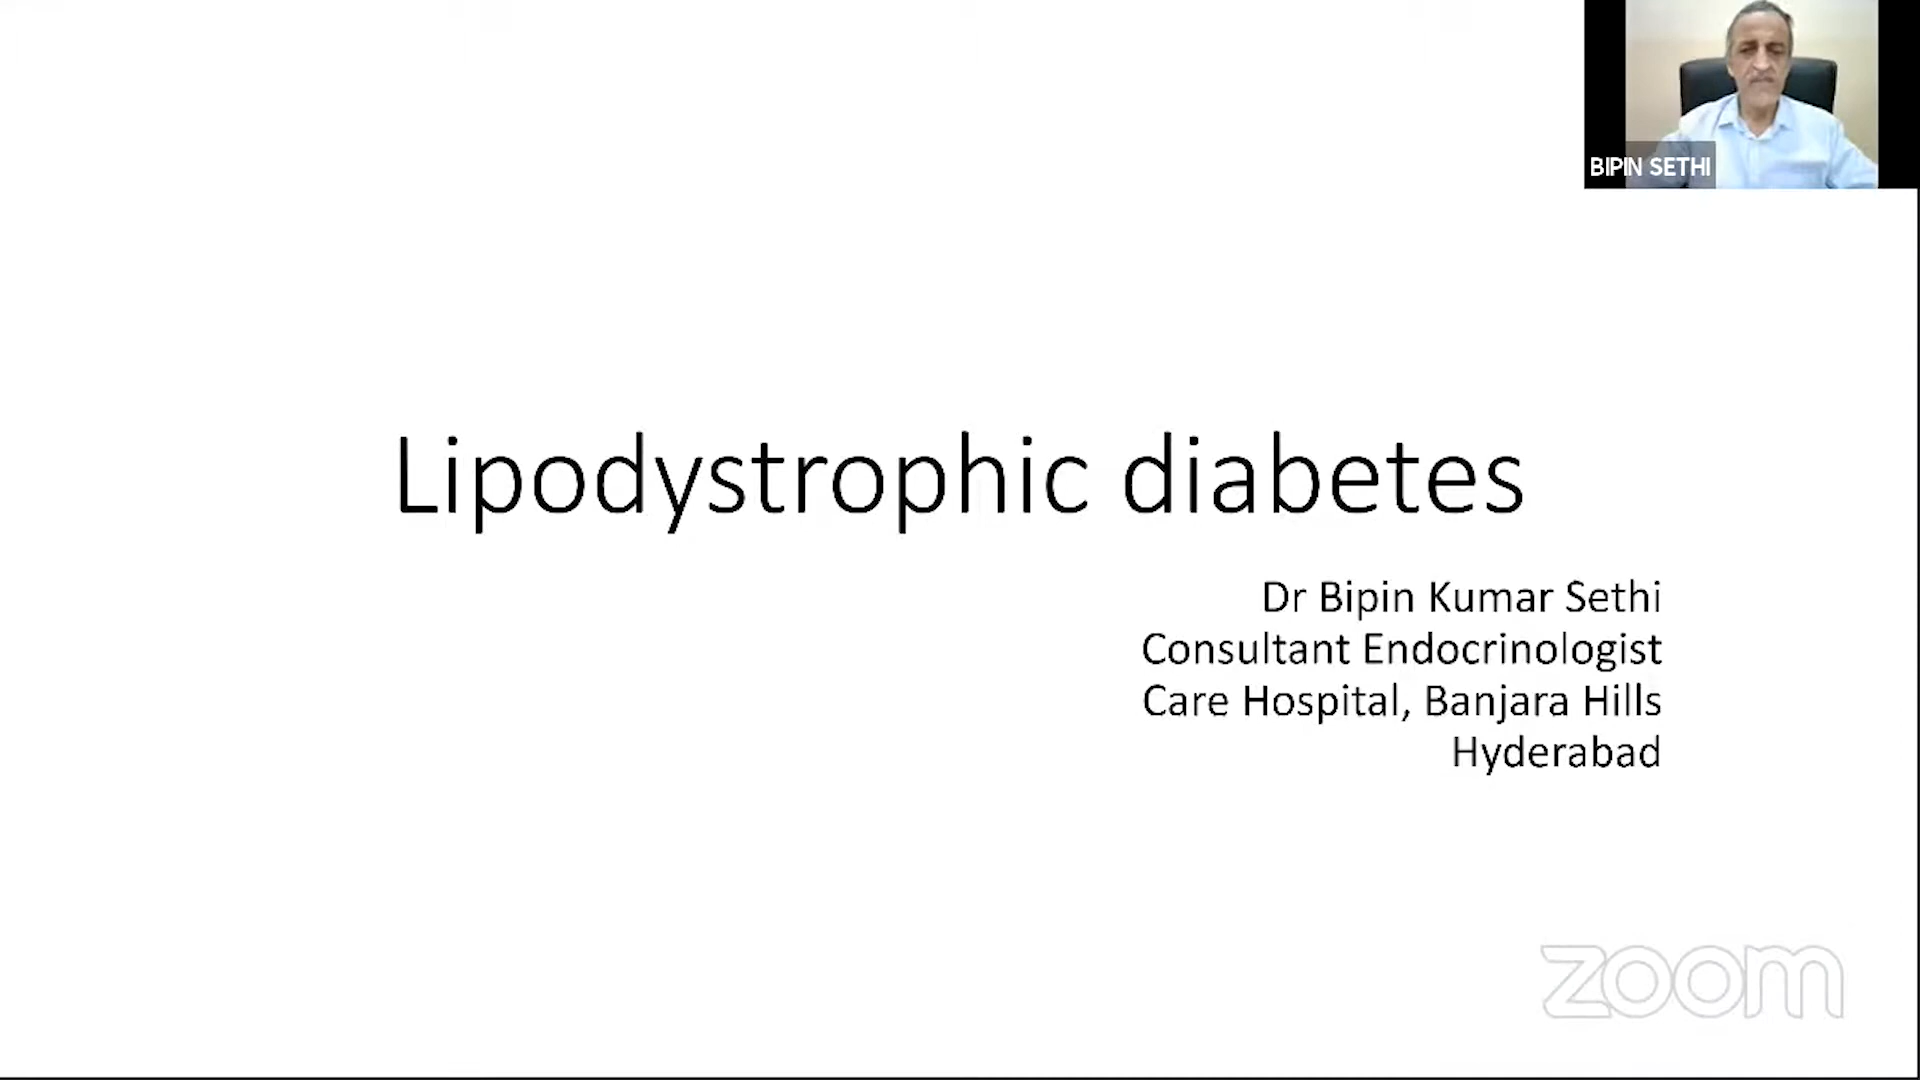 BIPIN SETHI
Lipodystrophic diabetes
Dr Bipin Kumar Sethi
Consultant Endocrinologist
Care Hospital, Banjara Hills
Hyderabad
zoom